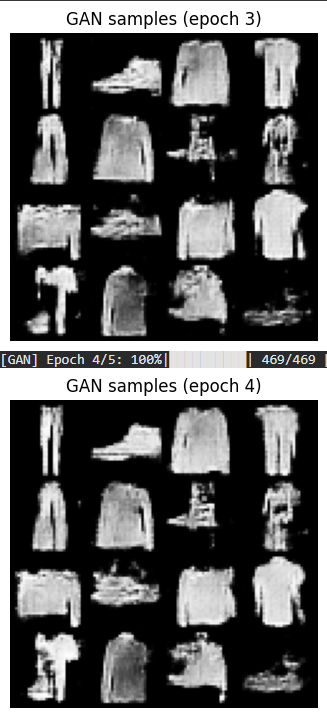 GAN samples (epoch 3)
[GAN] Epoch 4/5: 100%| | 469/469 [
GAN samples (epoch 4)